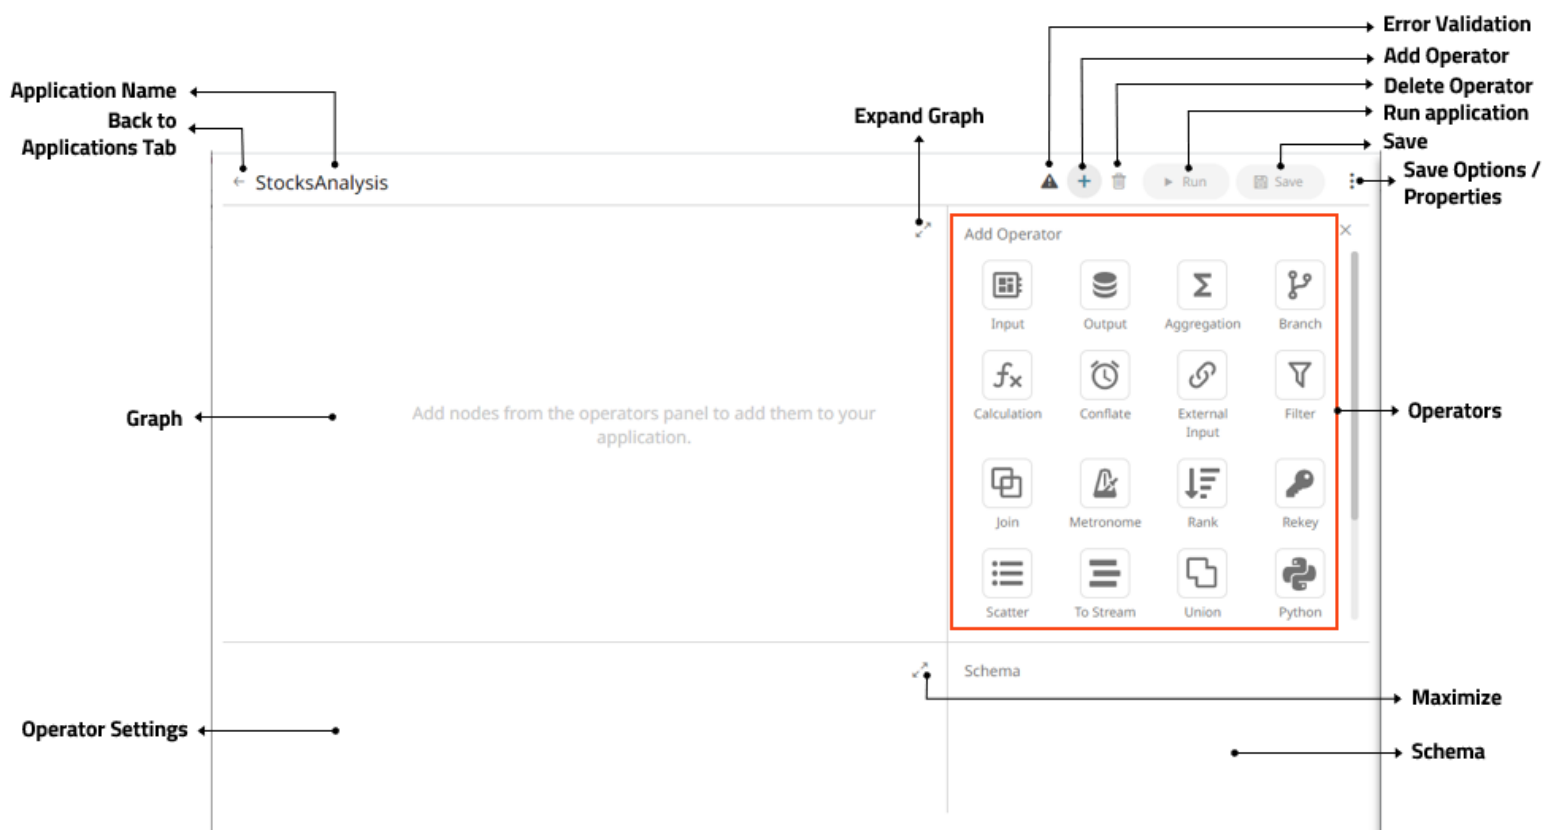 Error Validation
Add Operator
Delete Operator
Run application
Save
Save Options /
Properties
Application Name
Back to
Applications Tab
Expand Graph
StocksAnalysis
Run
Save
Add Operator
Input
Output
Aggregation
Branch
Calculation
Conflate
External
Input
Filter
Join
Metronome
Rank
Rekey
Scatter
To Stream
Union
Python
Graph
Add nodes from the operators panel to add them to your
application.
Operators
Schema
Maximize
Operator Settings
Schema